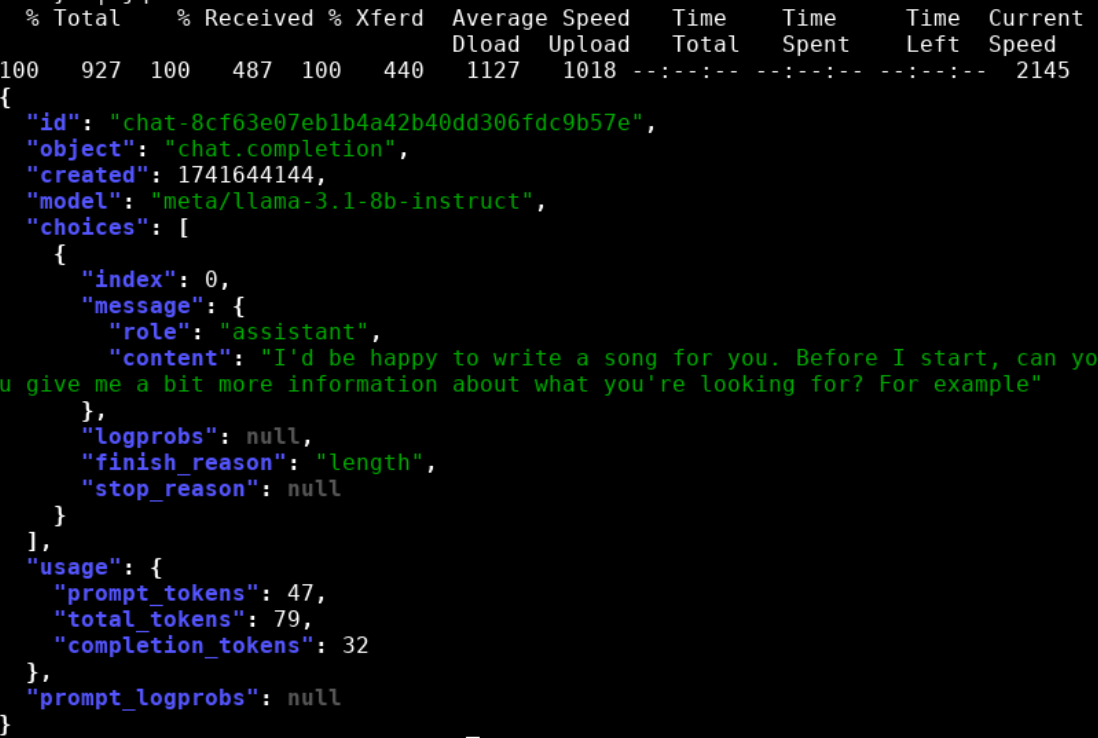 % Total    % Received % Xferd  Average Speed   Time    Time     Time  Current
                                 Dload  Upload   Total   Spent    Left  Speed
100   927  100   487  100   440   1127   1018 --:--:-- --:--:-- --:--:--  2145
{
  "id": "chat-8cf63e07eb1b4a42b40dd306fdc9b57e",
  "object": "chat.completion",
  "created": 1741644144,
  "model": "meta/llama-3.1-8b-instruct",
  "choices": [
    {
      "index": 0,
      "message": {
        "role": "assistant",
        "content": "I'd be happy to write a song for you. Before I start, can yo
u give me a bit more information about what you're looking for? For example"
      },
      "logprobs": null,
      "finish_reason": "length",
      "stop_reason": null
    }
  ],
  "usage": {
    "prompt_tokens": 47,
    "total_tokens": 79,
    "completion_tokens": 32
  },
  "prompt_logprobs": null
}